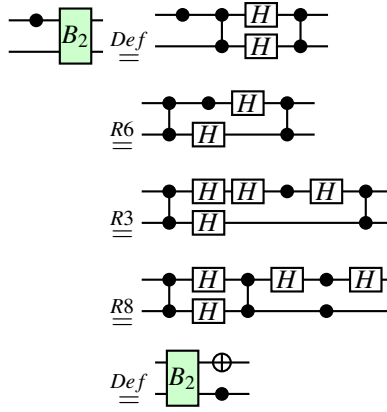 B₂ Def = H H
R6 = H H
R3 = H H H H
R8 = H H H H
Def = B₂